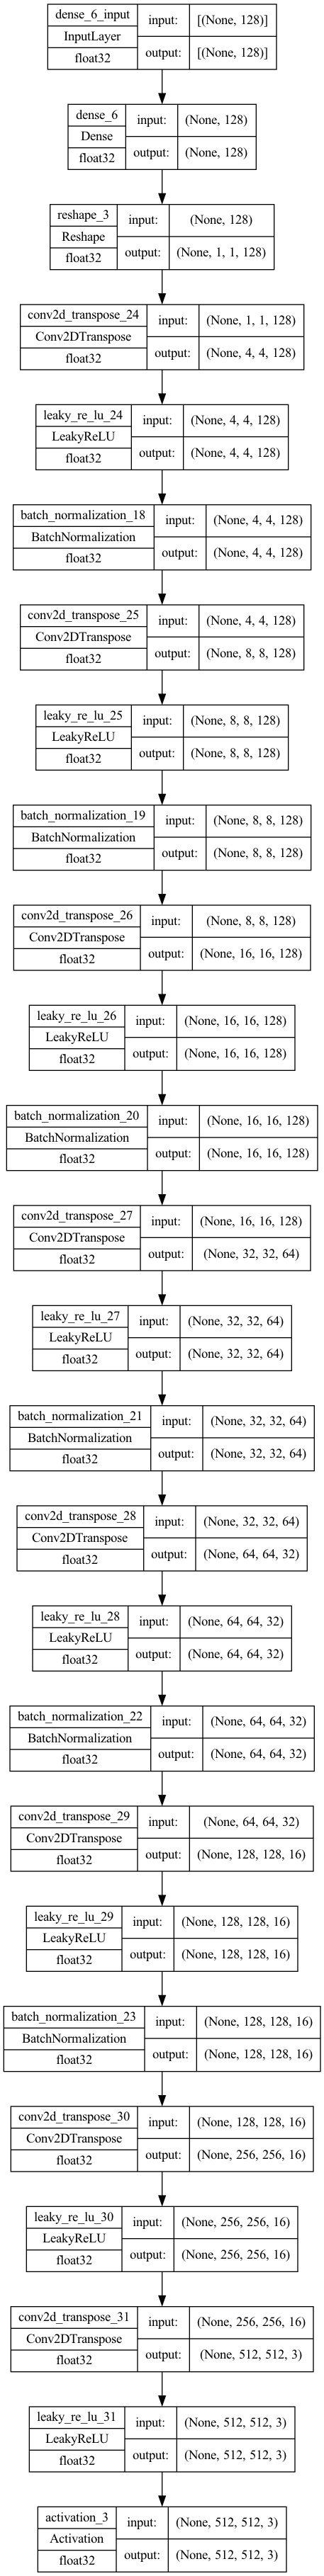 dense_6_input input: [(None, 128)]
InputLayer
float32 output: [(None, 128)]
dense_6 input: (None, 128)
Dense
float32 output: (None, 128)
reshape_3 input: (None, 128)
Reshape
float32 output: (None, 1, 1, 128)
conv2d_transpose_24 input: (None, 1, 1, 128)
Conv2DTranspose
float32 output: (None, 4, 4, 128)
leaky_re_lu_24 input: (None, 4, 4, 128)
LeakyReLU
float32 output: (None, 4, 4, 128)
batch_normalization_18 input: (None, 4, 4, 128)
BatchNormalization
float32 output: (None, 4, 4, 128)
conv2d_transpose_25 input: (None, 4, 4, 128)
Conv2DTranspose
float32 output: (None, 8, 8, 128)
leaky_re_lu_25 input: (None, 8, 8, 128)
LeakyReLU
float32 output: (None, 8, 8, 128)
batch_normalization_19 input: (None, 8, 8, 128)
BatchNormalization
float32 output: (None, 8, 8, 128)
conv2d_transpose_26 input: (None, 8, 8, 128)
Conv2DTranspose
float32 output: (None, 16, 16, 128)
leaky_re_lu_26 input: (None, 16, 16, 128)
LeakyReLU
float32 output: (None, 16, 16, 128)
batch_normalization_20 input: (None, 16, 16, 128)
BatchNormalization
float32 output: (None, 16, 16, 128)
conv2d_transpose_27 input: (None, 16, 16, 128)
Conv2DTranspose
float32 output: (None, 32, 32, 64)
leaky_re_lu_27 input: (None, 32, 32, 64)
LeakyReLU
float32 output: (None, 32, 32, 64)
batch_normalization_21 input: (None, 32, 32, 64)
BatchNormalization
float32 output: (None, 32, 32, 64)
conv2d_transpose_28 input: (None, 32, 32, 64)
Conv2DTranspose
float32 output: (None, 64, 64, 32)
leaky_re_lu_28 input: (None, 64, 64, 32)
LeakyReLU
float32 output: (None, 64, 64, 32)
batch_normalization_22 input: (None, 64, 64, 32)
BatchNormalization
float32 output: (None, 64, 64, 32)
conv2d_transpose_29 input: (None, 64, 64, 32)
Conv2DTranspose
float32 output: (None, 128, 128, 16)
leaky_re_lu_29 input: (None, 128, 128, 16)
LeakyReLU
float32 output: (None, 128, 128, 16)
batch_normalization_23 input: (None, 128, 128, 16)
BatchNormalization
float32 output: (None, 128, 128, 16)
conv2d_transpose_30 input: (None, 128, 128, 16)
Conv2DTranspose
float32 output: (None, 256, 256, 16)
leaky_re_lu_30 input: (None, 256, 256, 16)
LeakyReLU
float32 output: (None, 256, 256, 16)
conv2d_transpose_31 input: (None, 256, 256, 16)
Conv2DTranspose
float32 output: (None, 512, 512, 3)
leaky_re_lu_31 input: (None, 512, 512, 3)
LeakyReLU
float32 output: (None, 512, 512, 3)
activation_3 input: (None, 512, 512, 3)
Activation
float32 output: (None, 512, 512, 3)